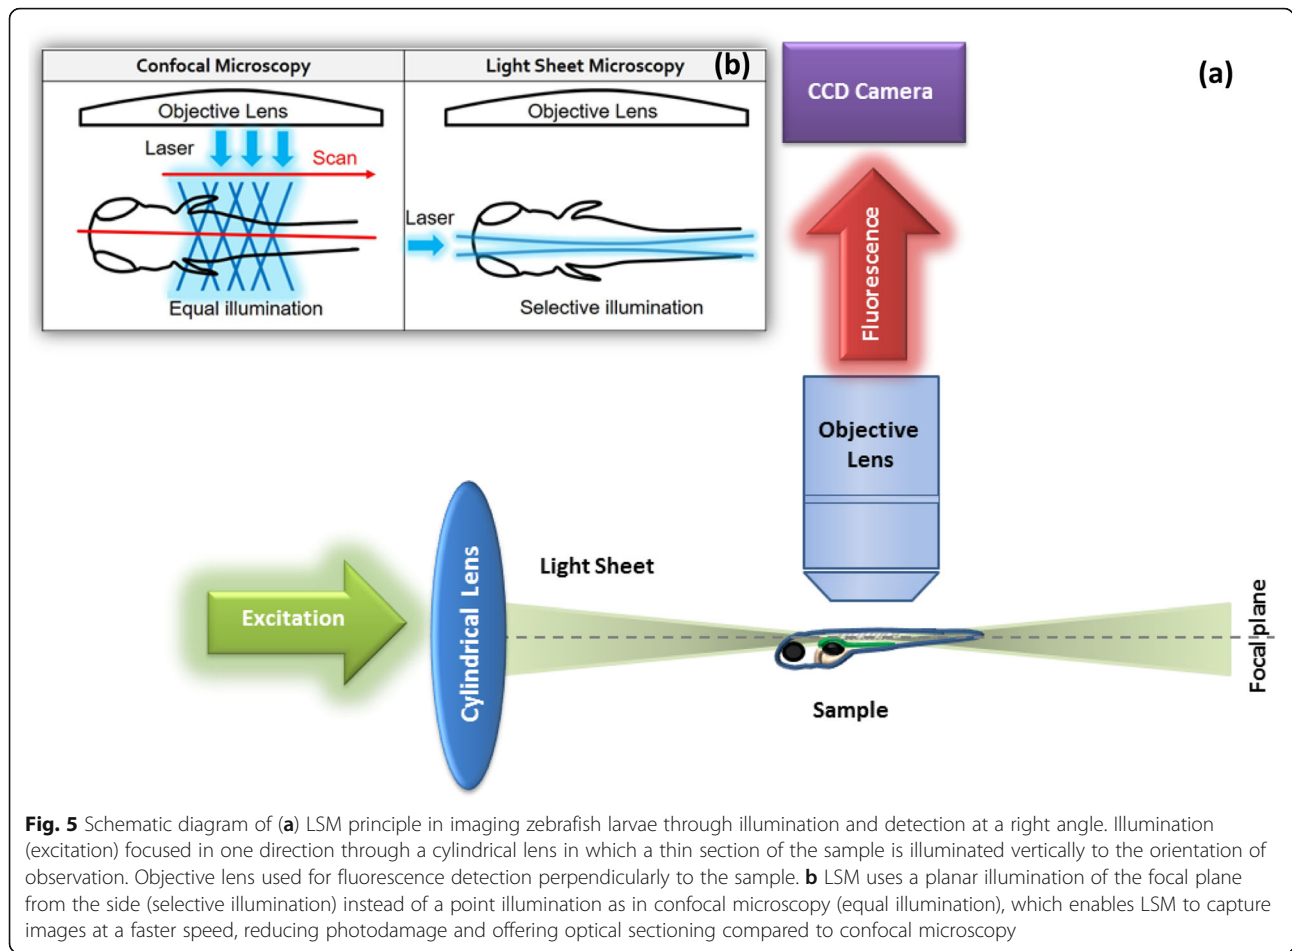 Confocal Microscopy
Light Sheet Microscopy
(b)
Objective Lens
Laser
Scan
Equal illumination
Objective Lens
Laser
Selective illumination
CCD Camera
(a)
Fluorescence
Objective
Lens
Light Sheet
Excitation
Cylindrical Lens
Sample
Focal plane
Fig. 5 Schematic diagram of (a) LSM principle in imaging zebrafish larvae through illumination and detection at a right angle. Illumination
(excitation) focused in one direction through a cylindrical lens in which a thin section of the sample is illuminated vertically to the orientation of
observation. Objective lens used for fluorescence detection perpendicularly to the sample. b LSM uses a planar illumination of the focal plane
from the side (selective illumination) instead of a point illumination as in confocal microscopy (equal illumination), which enables LSM to capture
images at a faster speed, reducing photodamage and offering optical sectioning compared to confocal microscopy